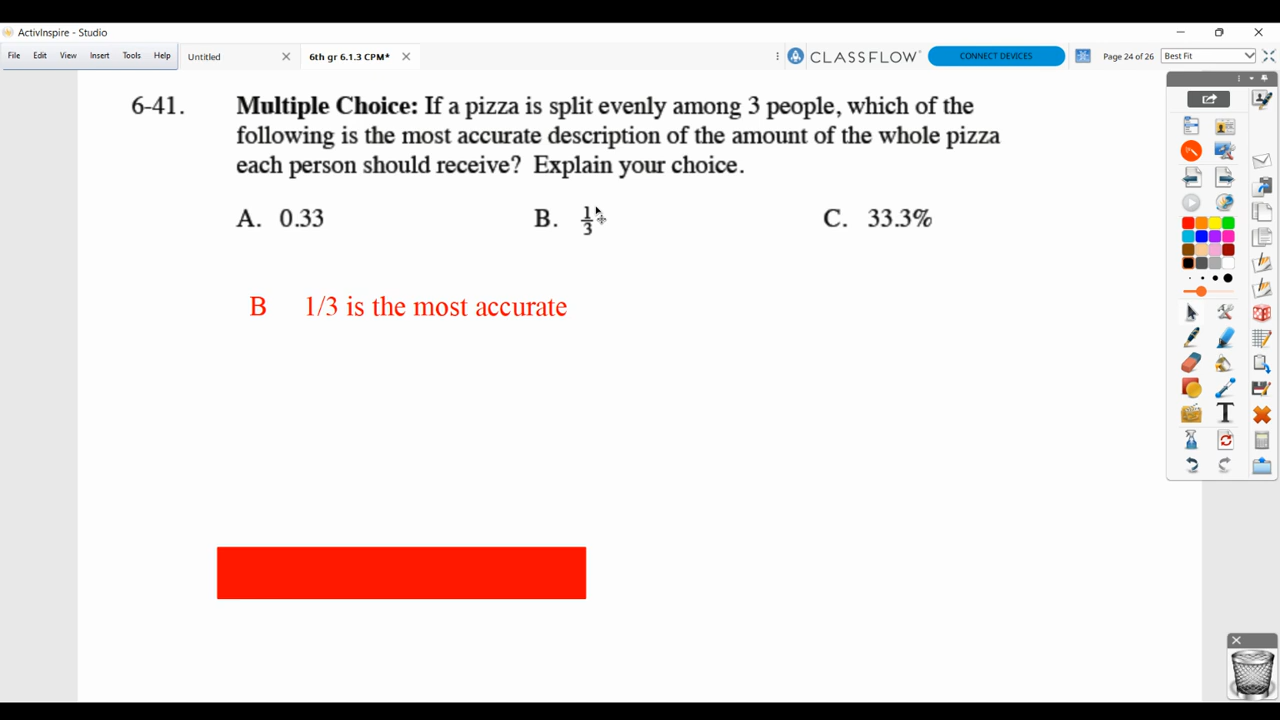 ActivInspire - Studio
File Edit View Insert Tools Help
Untitled
6th gr 6.1.3 CPM*
CLASSFLOW
CONNECT DEVICES
Page 24 of 26
Best Fit
6-41. Multiple Choice: If a pizza is split evenly among 3 people, which of the
following is the most accurate description of the amount of the whole pizza
each person should receive? Explain your choice.
A. 0.33 B. 1/3 C. 33.3%
B 1/3 is the most accurate
T